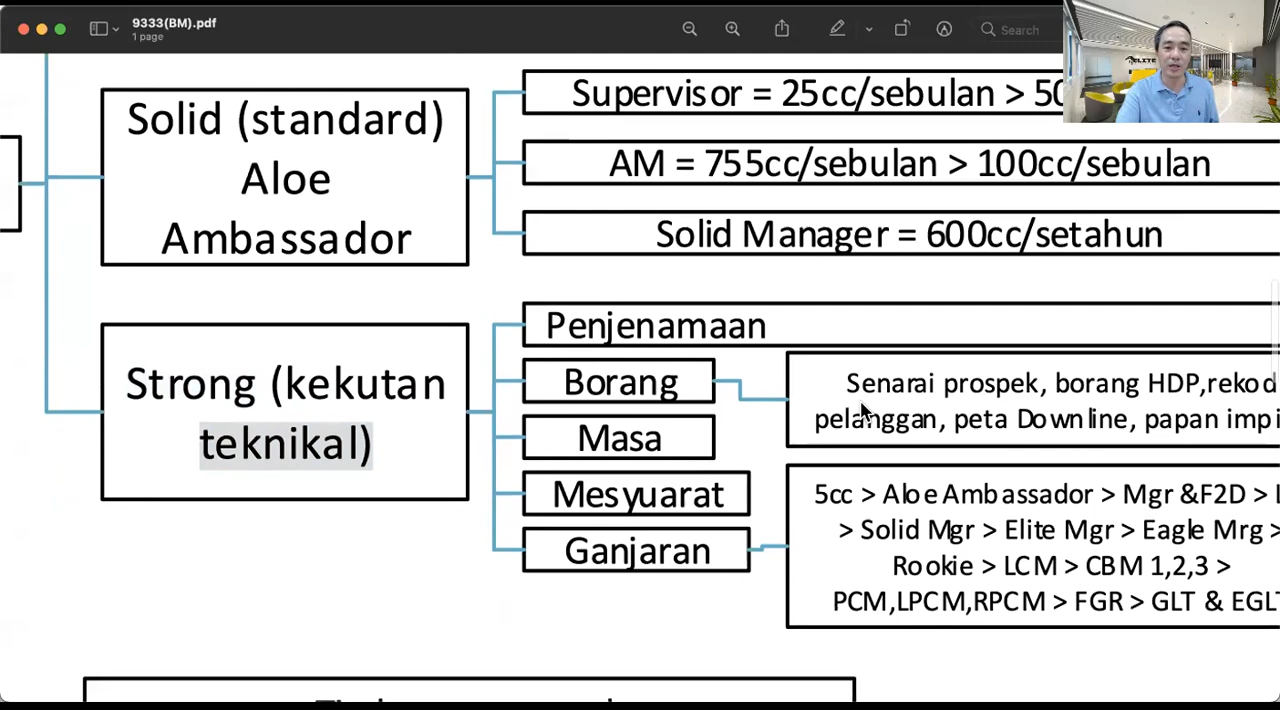 9333(BM).pdf
1 page
Search
ELITE
Solid (standard)
Aloe
Ambassador
Supervisor = 25cc/sebulan > 50
AM = 755cc/sebulan > 100cc/sebulan
Solid Manager = 600cc/setahun
Strong (kekutan
teknikal)
Penjenamaan
Borang
Masa
Mesyuarat
Ganjaran
Senarai prospek, borang HDP,rekod
pelanggan, peta Downline, papan impi
5cc > Aloe Ambassador > Mgr &F2D > L
> Solid Mgr > Elite Mgr > Eagle Mrg >
Rookie > LCM > CBM 1,2,3 >
PCM,LPCM,RPCM > FGR > GLT & EGLT